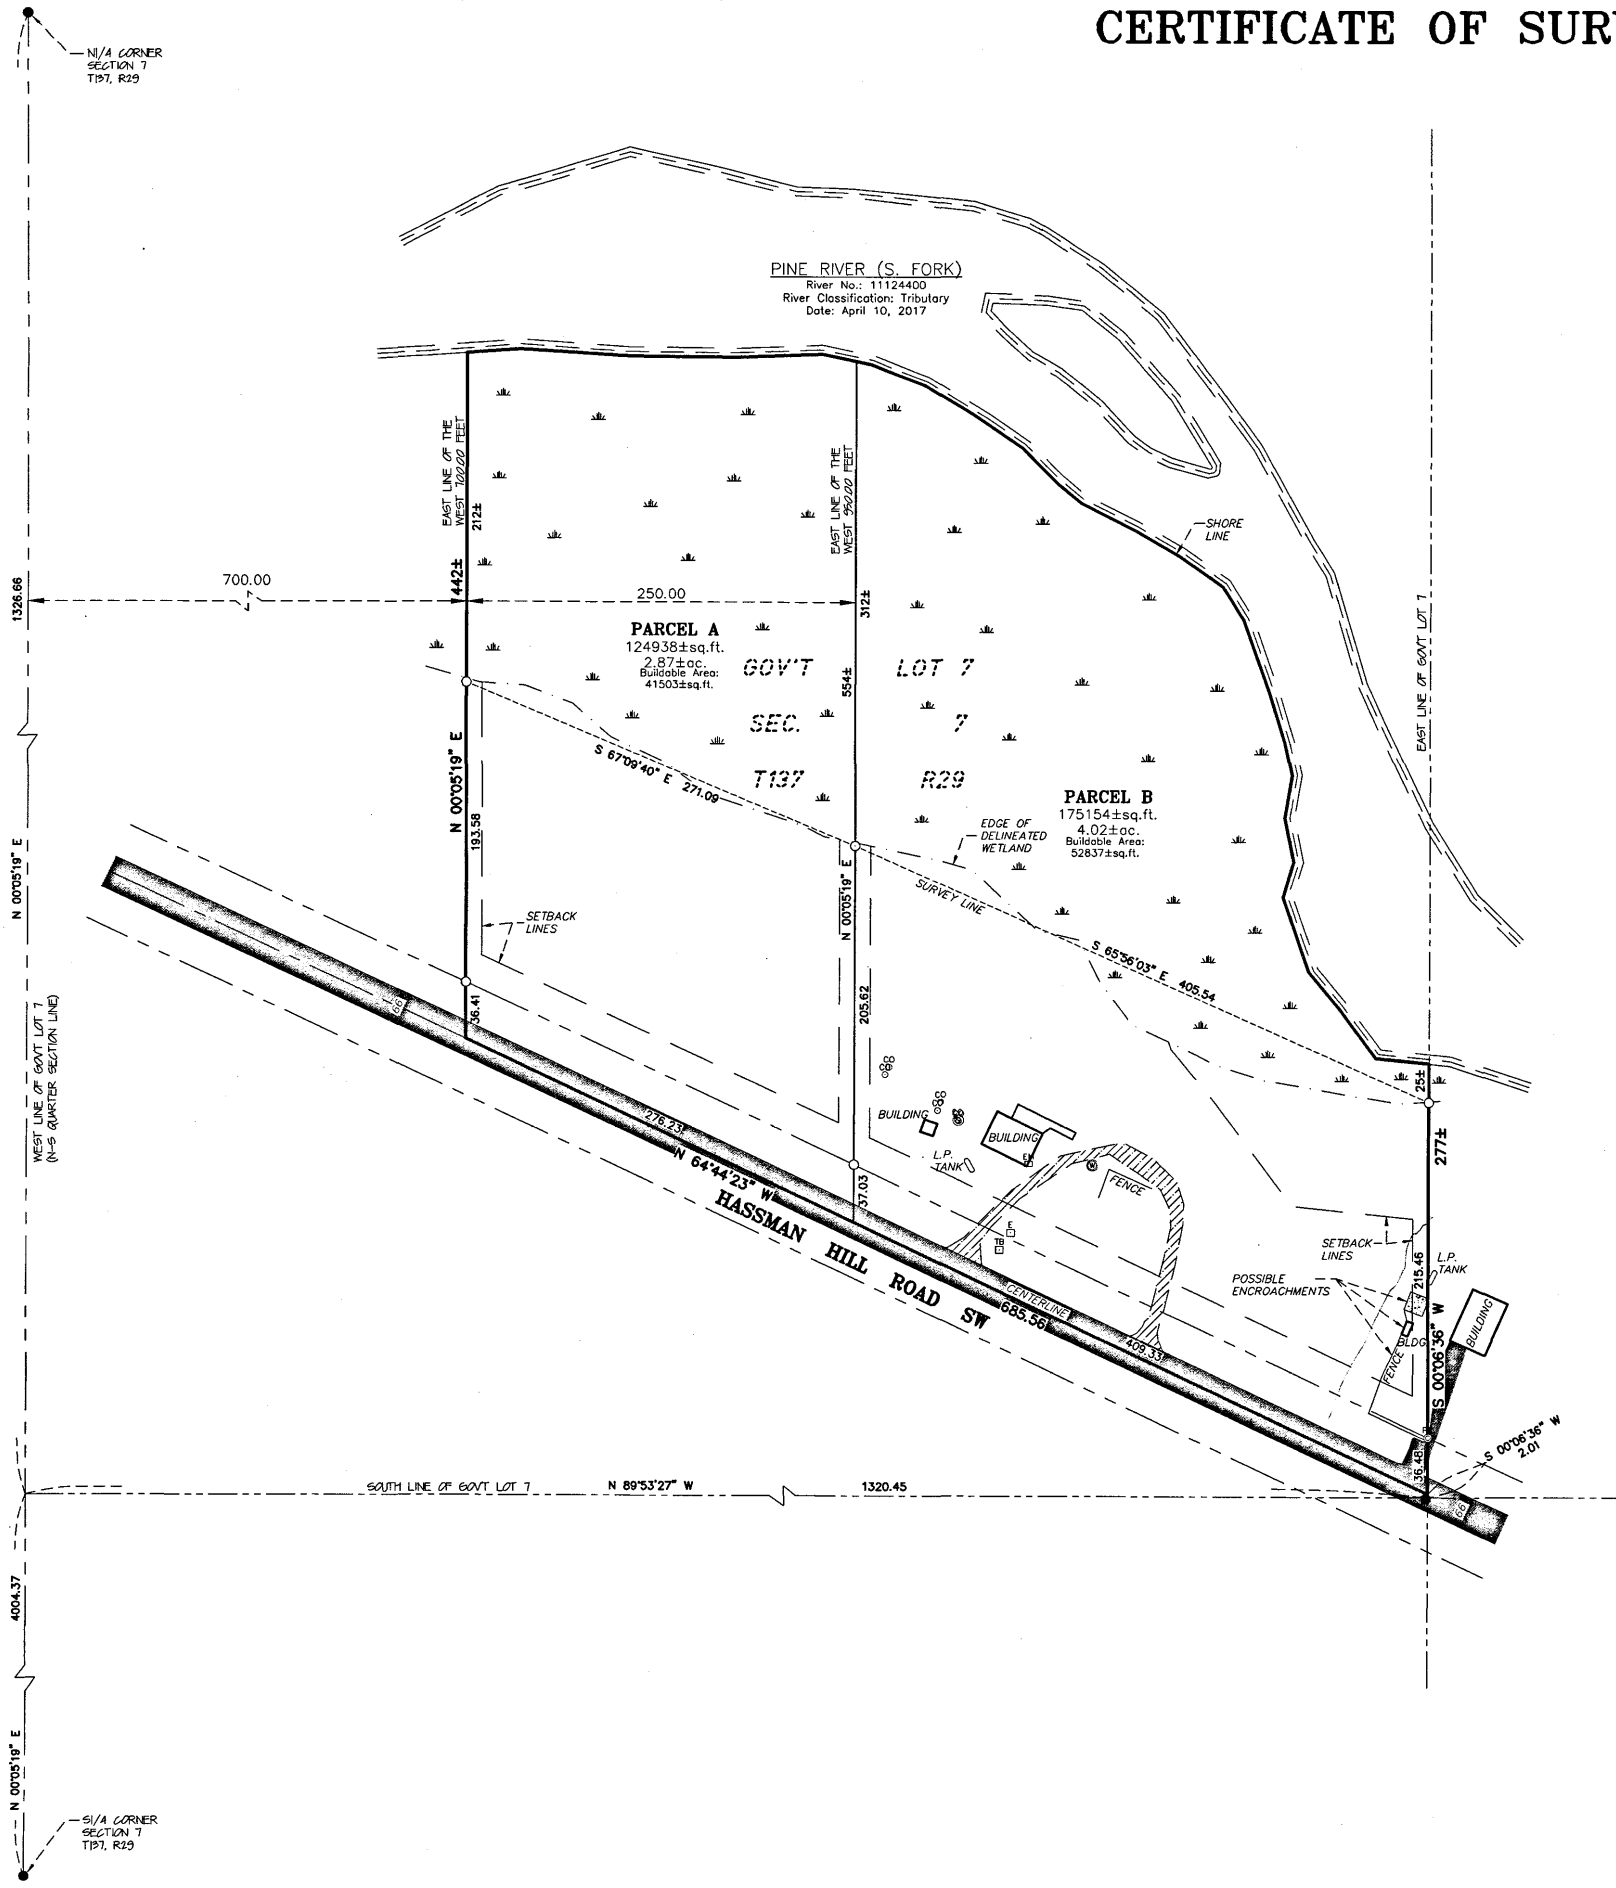 CERTIFICATE OF SUR
N1/4 CORNER
SECTION 7
T137, R29
PINE RIVER (S. FORK)
River No.: 11124400
River Classification: Tributary
Date: April 10, 2017
EAST LINE OF THE
WEST 700.00 FEET
212±
442±
EAST LINE OF THE
WEST 950.00 FEET
312±
554±
SHORE
LINE
EAST LINE OF GOVT LOT 7
700.00
250.00
1326.66
PARCEL A
124938±sq.ft.
2.87±ac.
Buildable Area:
41503±sq.ft.
GOV'T LOT 7
SEC. 7
T137 R29
PARCEL B
175154±sq.ft.
4.02±ac.
Buildable Area:
52837±sq.ft.
N 00°05'19" E
193.58
S 67°09'40" E 271.09
EDGE OF
DELINEATED
WETLAND
SURVEY LINE
N 00°05'19" E
N 00°05'19" E
SETBACK
LINES
S 65°56'03" E
405.54
205.62
36.41
66
WEST LINE OF GOVT LOT 7
(N-S QUARTER SECTION LINE)
25±
277±
BUILDING
BUILDING
L.P.
TANK
EM
W
FENCE
276.23
N 64°44'23" W
37.03
HASSMAN HILL ROAD SW
E
TB
CENTERLINE
685.56
409.33
SETBACK
LINES
L.P.
TANK
215.46
POSSIBLE
ENCROACHMENTS
BLDG
BUILDING
FENCE
S 00°06'36" W
36.48
S 00°06'36" W
2.01
66
SOUTH LINE OF GOVT LOT 7
N 89°53'27" W
1320.45
4004.37
N 00°05'19" E
S1/4 CORNER
SECTION 7
T137, R29